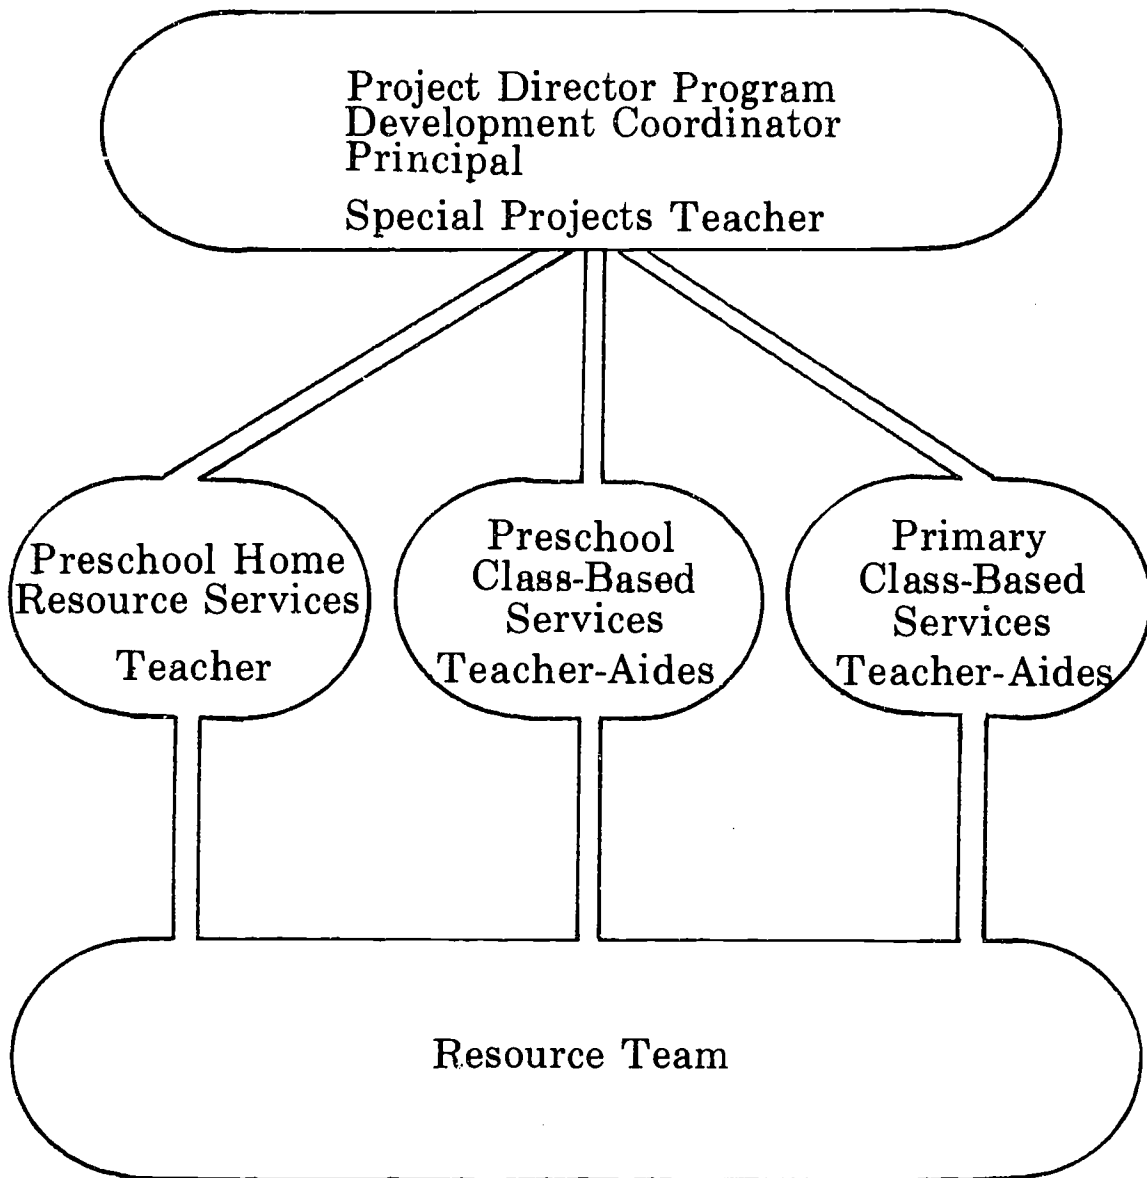 Project Director Program
Development Coordinator
Principal
Special Projects Teacher
Preschool Home
Resource Services
Teacher
Preschool
Class-Based
Services
Teacher-Aides
Primary
Class-Based
Services
Teacher-Aides
Resource Team